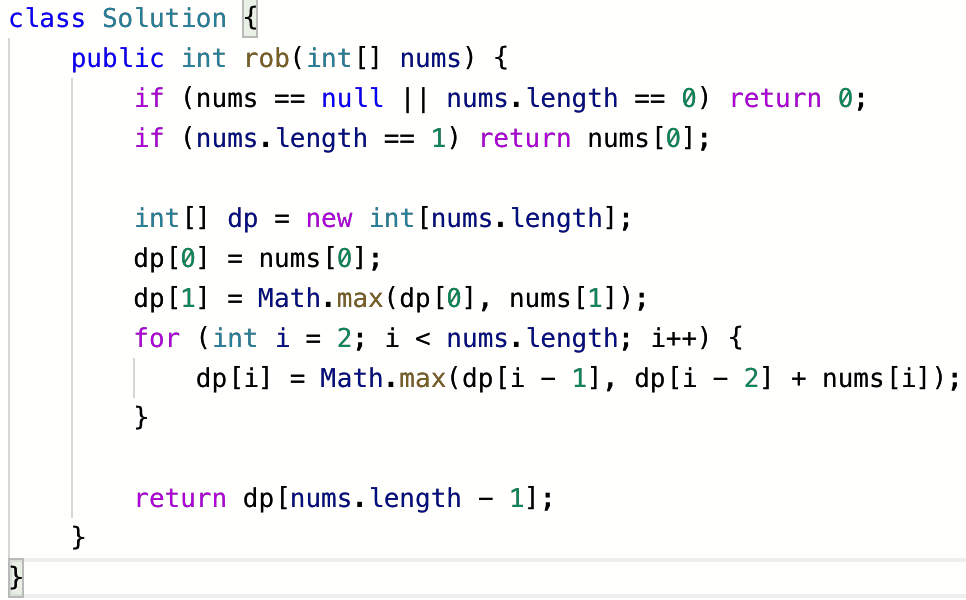 class Solution {
    public int rob(int[] nums) {
        if (nums == null || nums.length == 0) return 0;
        if (nums.length == 1) return nums[0];

        int[] dp = new int[nums.length];
        dp[0] = nums[0];
        dp[1] = Math.max(dp[0], nums[1]);
        for (int i = 2; i < nums.length; i++) {
            dp[i] = Math.max(dp[i - 1], dp[i - 2] + nums[i]);
        }

        return dp[nums.length - 1];
    }
}